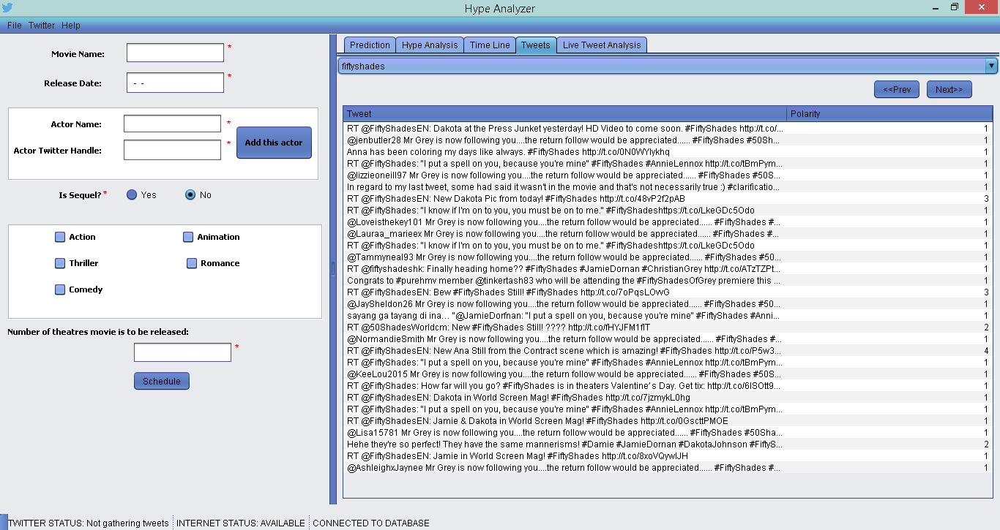 Hype Analyzer
File Twitter Help
Movie Name: *
Release Date: - - *
Actor Name: *
Actor Twitter Handle: *
Add this actor
Is Sequel?* Yes No
Action Animation
Thriller Romance
Comedy
Number of theatres movie is to be released:
*
Schedule
Prediction Hype Analysis Time Line Tweets Live Tweet Analysis
fiftyshades
<<Prev Next>>
Tweet Polarity
RT @FiftyShadesEN: Dakota at the Press Junket yesterday! HD Video to come soon. #FiftyShades http://t.co/... 1
@jenbutler28 Mr Grey is now following you....the return follow would be appreciated...... #FiftyShades #50Sh... 1
Anna has been coloring my days like always. #FiftyShades http://t.co/0N0WYlykhq 1
RT @FiftyShades: "I put a spell on you, because you're mine" #FiftyShades #AnnieLennox http://t.co/tBmPym... 1
@lizzieoneill97 Mr Grey is now following you....the return follow would be appreciated...... #FiftyShades #50S... 1
In regard to my last tweet, some had said it wasn't in the movie and that's not necessarily true :) #clarificatio... 1
RT @FiftyShadesEN: New Dakota Pic from today! #FiftyShades http://t.co/48vP2f2pAB 3
RT @FiftyShades: "I know if I'm on to you, you must be on to me." #FiftyShadeshttps://t.co/LkeGDc5Odo 1
@Loveisthekey101 Mr Grey is now following you....the return follow would be appreciated...... #FiftyShades #... 1
@Lauraa_marieex Mr Grey is now following you....the return follow would be appreciated...... #FiftyShades #... 1
RT @FiftyShades: "I know if I'm on to you, you must be on to me." #FiftyShadeshttps://t.co/LkeGDc5Odo 1
@Tammyneal93 Mr Grey is now following you....the return follow would be appreciated...... #FiftyShades #50... 1
RT @fiftyshadeshk: Finally heading home?? #FiftyShades #JamieDornan #ChristianGrey http://t.co/ATzTZPt... 1
Congrats to #purehmv member @tinkertash83 who will be attending the #FiftyShadesOfGrey premiere this ... 1
RT @FiftyShadesEN: Bew #FiftyShades Still! #FiftyShades http://t.co/7oPqsLOvvG 3
@JaySheldon26 Mr Grey is now following you....the return follow would be appreciated...... #FiftyShades #50... 1
sayang ga tayang di ina... "@JamieDorfnan: "I put a spell on you, because you're mine" #FiftyShades #Anni... 1
RT @50ShadesWorldcm: New #FiftyShades Still! ???? http://t.co/fHYJFM1flT 2
@NormandieSmith Mr Grey is now following you....the return follow would be appreciated...... #FiftyShades #... 1
RT @FiftyShadesEN: New Ana Still from the Contract scene which is amazing! #FiftyShades http://t.co/P5w3... 4
RT @FiftyShades: "I put a spell on you, because you're mine" #FiftyShades #AnnieLennox http://t.co/tBmPym... 1
@KeeLou2015 Mr Grey is now following you....the return follow would be appreciated...... #FiftyShades #50S... 1
RT @FiftyShades: How far will you go? #FiftyShades is in theaters Valentine's Day. Get tix: http://t.co/6lSOtt9... 1
RT @FiftyShadesEN: Dakota in World Screen Mag! #FiftyShades http://t.co/7jzmykL0hg 1
RT @FiftyShades: "I put a spell on you, because you're mine" #FiftyShades #AnnieLennox http://t.co/tBmPym... 1
RT @FiftyShadesEN: Jamie & Dakota in World Screen Mag! #FiftyShades http://t.co/0GscttPMOE 1
@Lisa15781 Mr Grey is now following you....the return follow would be appreciated...... #FiftyShades #50Sha... 1
Hehe they're so perfect! They have the same mannerisms! #Damie #JamieDornan #DakotaJohnson #FiftyS... 2
RT @FiftyShadesEN: Jamie in World Screen Mag! #FiftyShades http://t.co/8xoVQywIJH 1
@AshleighxJaynee Mr Grey is now following you....the return follow would be appreciated...... #FiftyShades #... 1
TWITTER STATUS: Not gathering tweets INTERNET STATUS: AVAILABLE CONNECTED TO DATABASE